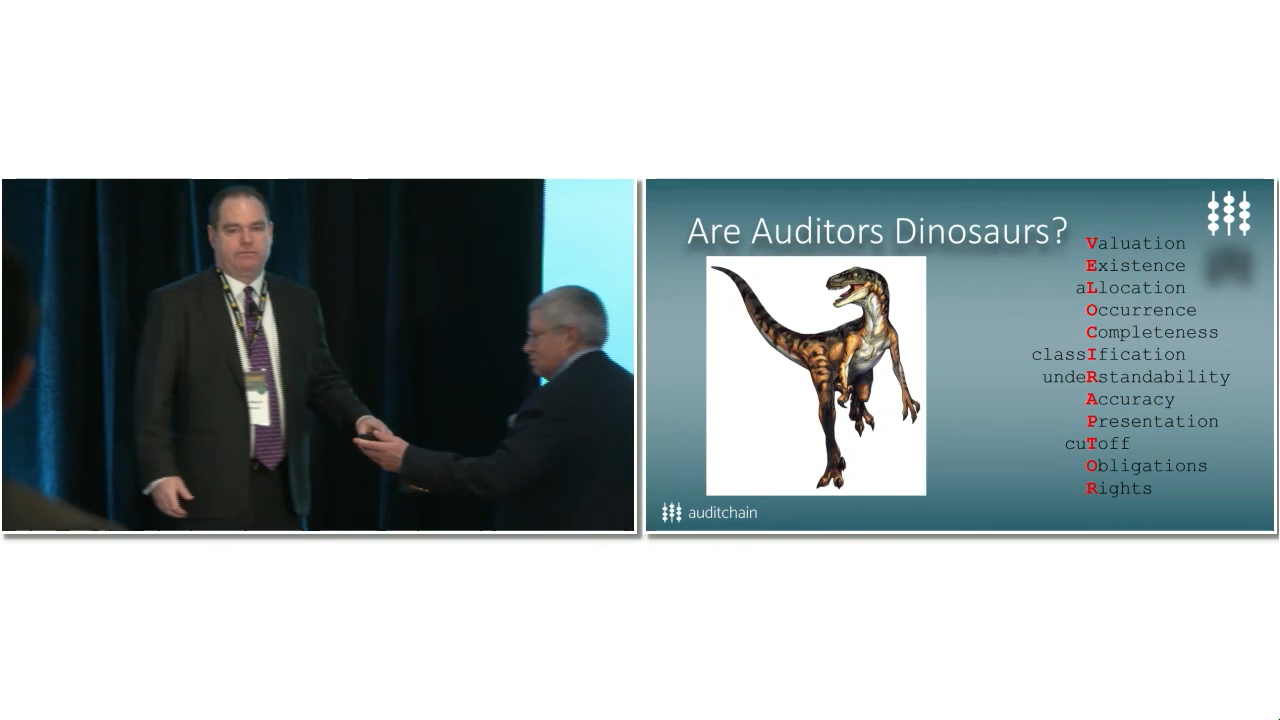 Are Auditors Dinosaurs?
Valuation
Existence
aLlocation
Occurrence
Completeness
classIfication
undeRstandability
Accuracy
Presentation
cuToff
Obligations
Rights
auditchain